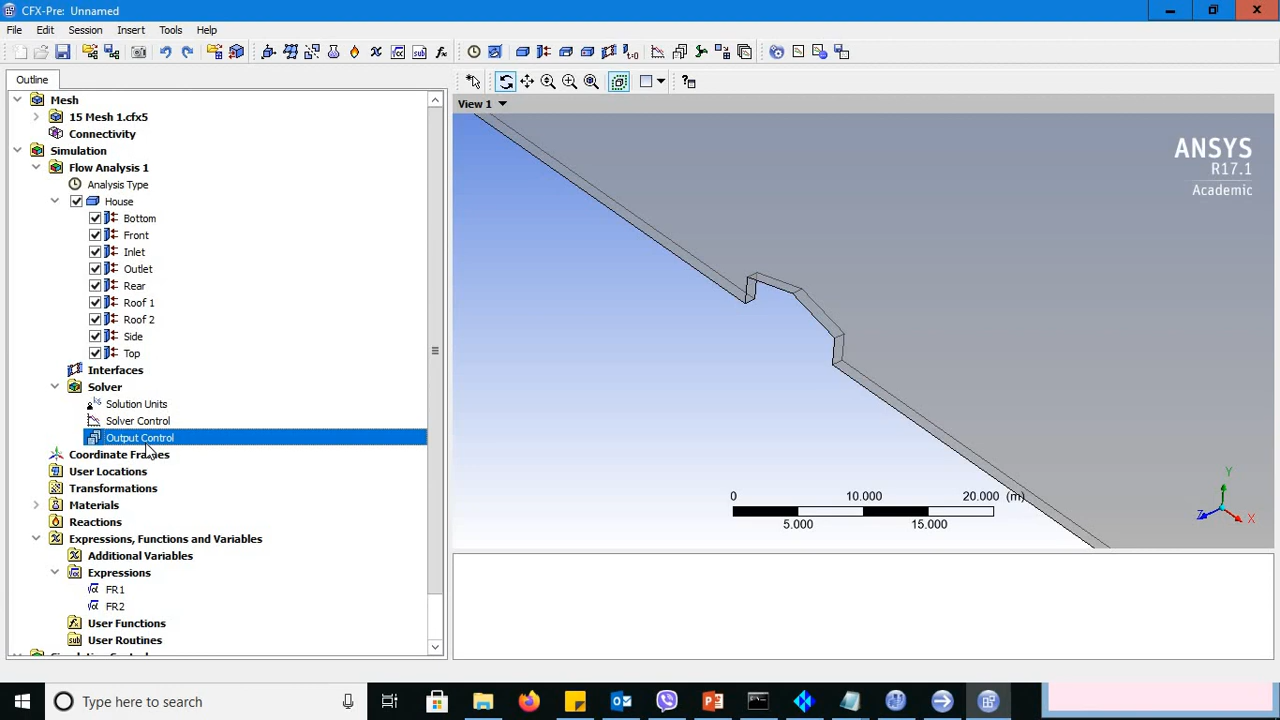 CFX-Pre: Unnamed
File Edit Session Insert Tools Help
Outline
Mesh
15 Mesh 1.cfx5
Connectivity
Simulation
Flow Analysis 1
Analysis Type
House
Bottom
Front
Inlet
Outlet
Rear
Roof 1
Roof 2
Side
Top
Interfaces
Solver
Solution Units
Solver Control
Output Control
Coordinate Frames
User Locations
Transformations
Materials
Reactions
Expressions, Functions and Variables
Additional Variables
Expressions
FR1
FR2
User Functions
User Routines
View 1
ANSYS
R17.1
Academic
0 10.000 20.000 (m)
5.000 15.000
Y
Z X
Type here to search